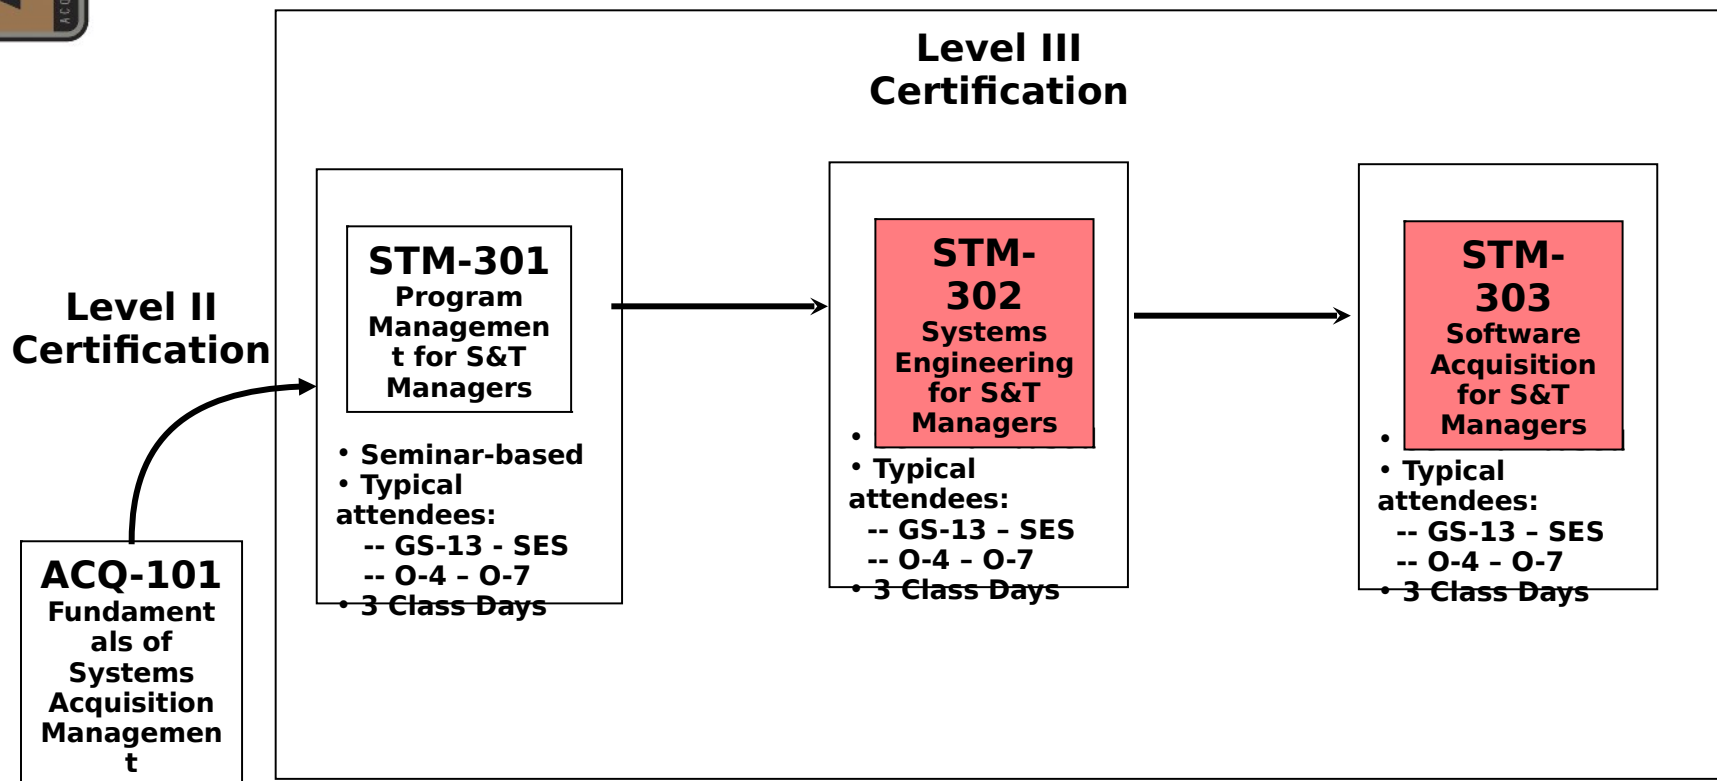 Level III
Certification
Level II
Certification
ACQ-101
Fundament
als of
Systems
Acquisition
Managemen
t
STM-301
Program
Managemen
t for S&T
Managers
• Seminar-based
• Typical
attendees:
-- GS-13 - SES
-- O-4 – O-7
• 3 Class Days
STM-
302
Systems
Engineering
for S&T
Managers
•
• Typical
attendees:
-- GS-13 – SES
-- O-4 – O-7
• 3 Class Days
STM-
303
Software
Acquisition
for S&T
Managers
•
• Typical
attendees:
-- GS-13 – SES
-- O-4 – O-7
• 3 Class Days